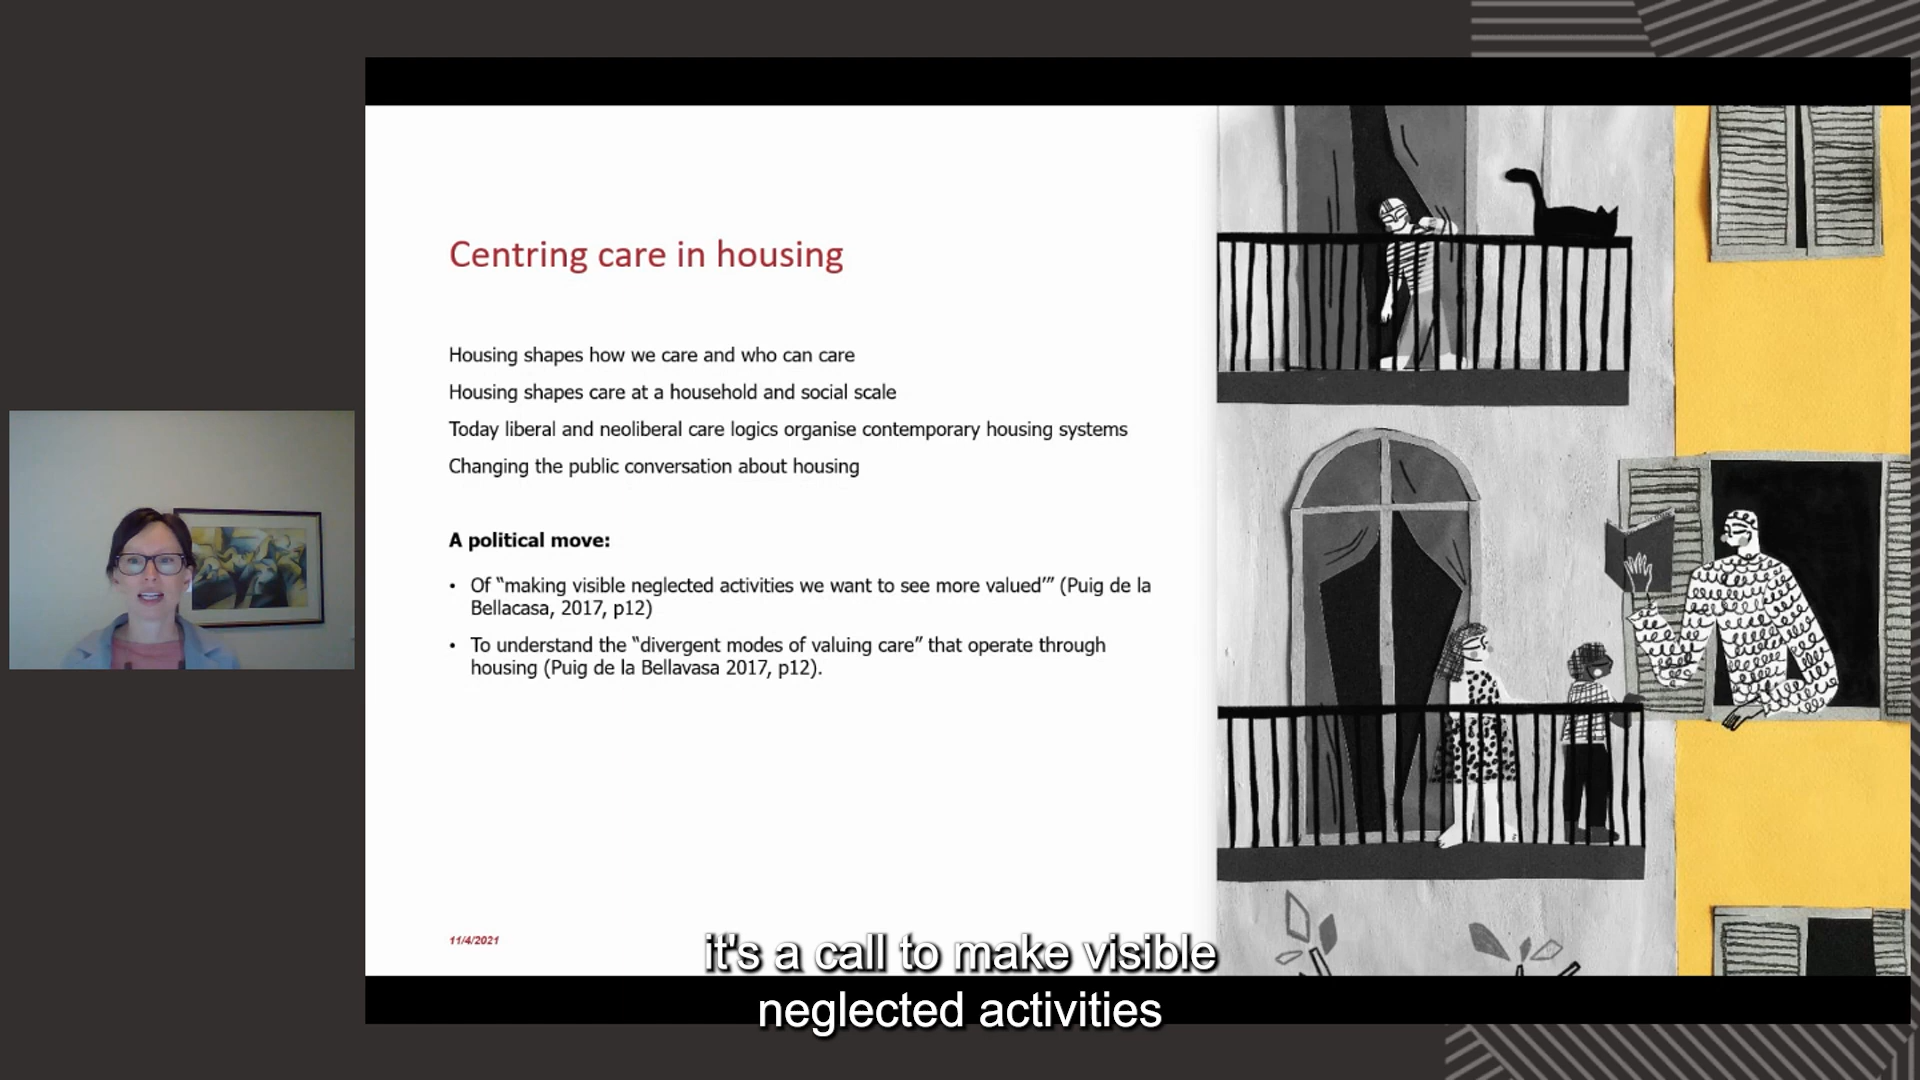 Centring care in housing
Housing shapes how we care and who can care
Housing shapes care at a household and social scale
Today liberal and neoliberal care logics organise contemporary housing systems
Changing the public conversation about housing
A political move:
• Of “making visible neglected activities we want to see more valued’” (Puig de la
Bellacasa, 2017, p12)
• To understand the “divergent modes of valuing care” that operate through
housing (Puig de la Bellavasa 2017, p12).
11/4/2021
it's a call to make visible
neglected activities